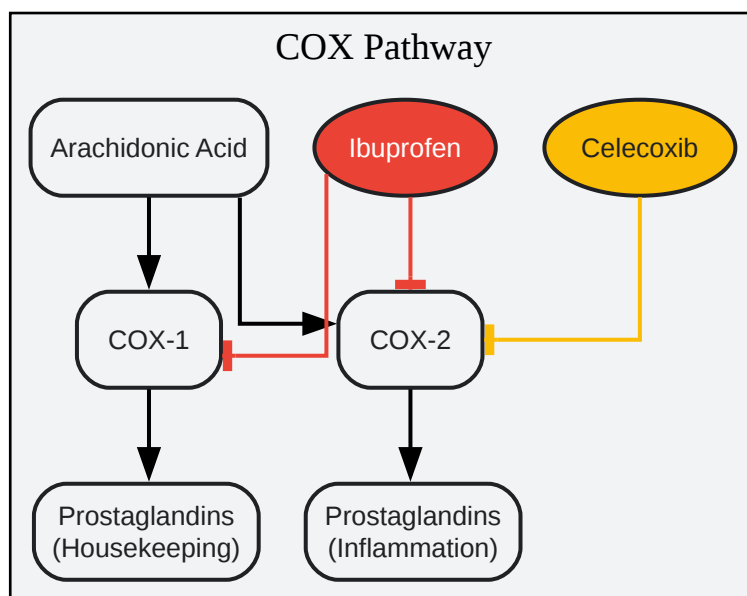 COX Pathway
Arachidonic Acid
Ibuprofen
Celecoxib
COX-1
COX-2
Prostaglandins
(Housekeeping)
Prostaglandins
(Inflammation)